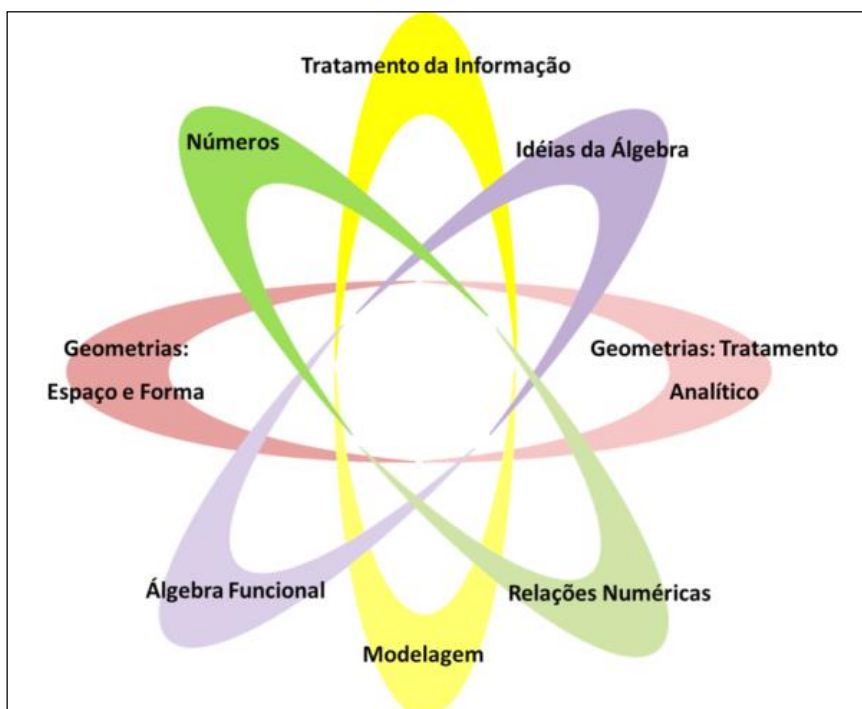 Tratamento da Informação
Números
Idéias da Álgebra
Geometrias:
Espaço e Forma
Geometrias: Tratamento
Analítico
Álgebra Funcional
Relações Numéricas
Modelagem